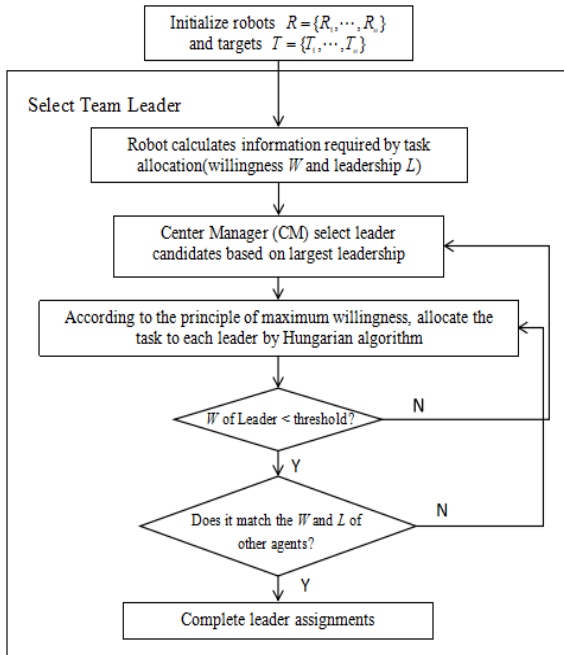 Initialize robots R = {R₁,⋯,Rₙ}
and targets T = {T₁,⋯,Tₙ}
Select Team Leader
Robot calculates information required by task
allocation(willingness W and leadership L)
Center Manager (CM) select leader
candidates based on largest leadership
According to the principle of maximum willingness, allocate the
task to each leader by Hungarian algorithm
W of Leader < threshold?
N
Y
Does it match the W and L of
other agents?
N
Y
Complete leader assignments